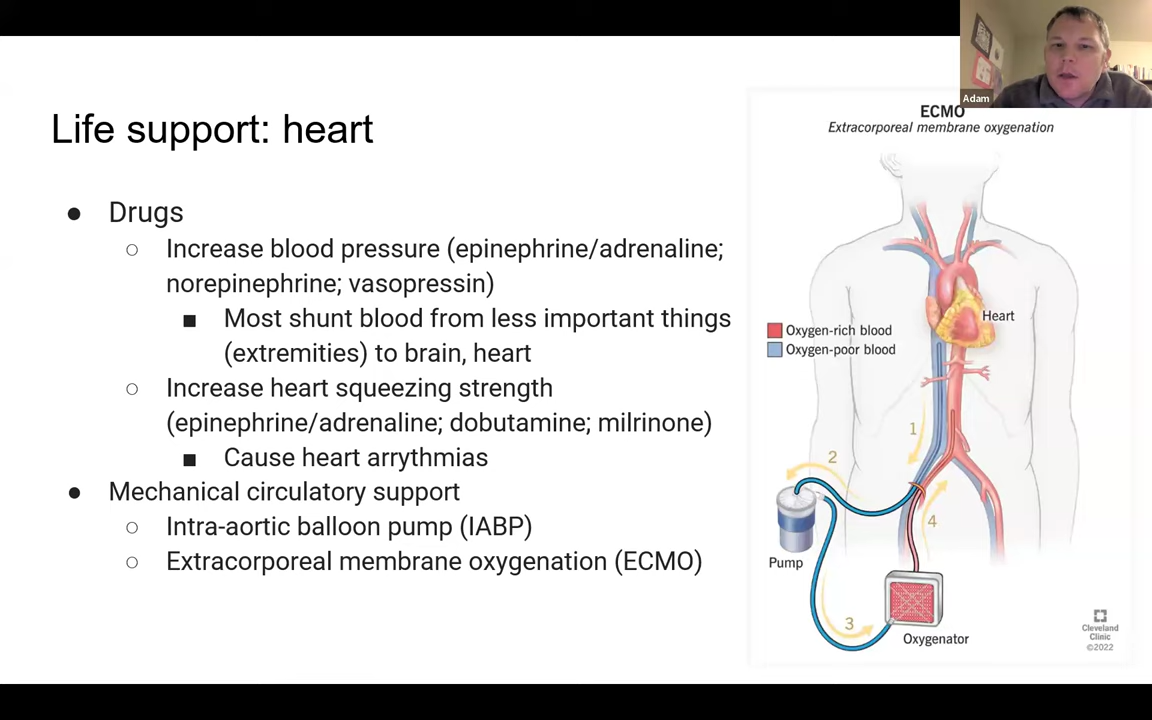 Adam
Life support: heart
● Drugs
○ Increase blood pressure (epinephrine/adrenaline;
norepinephrine; vasopressin)
■ Most shunt blood from less important things
(extremities) to brain, heart
○ Increase heart squeezing strength
(epinephrine/adrenaline; dobutamine; milrinone)
■ Cause heart arrythmias
● Mechanical circulatory support
○ Intra-aortic balloon pump (IABP)
○ Extracorporeal membrane oxygenation (ECMO)
ECMO
Extracorporeal membrane oxygenation
Heart
Oxygen-rich blood
Oxygen-poor blood
1
2
4
Pump
3
Oxygenator
Cleveland
Clinic
©2022